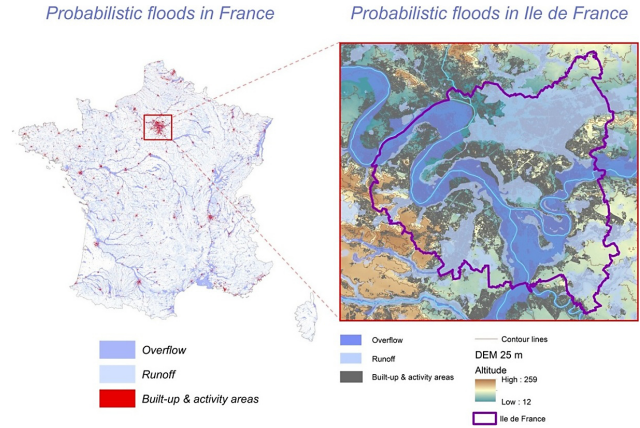 Probabilistic floods in France
Probabilistic floods in Ile de France
Overflow
Runoff
Built-up & activity areas
Overflow
Runoff
Built-up & activity areas
Contour lines
DEM 25 m
Altitude
High : 259
Low : 12
Ile de France